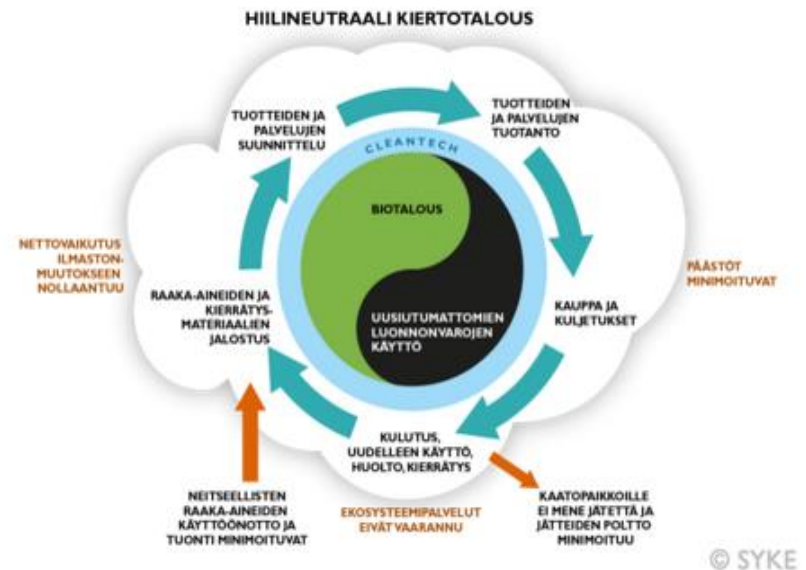 HIILINEUTRAALI KIERTOTALOUS
TUOTTEIDEN JA
PALVELUJEN
SUUNNITTELU
TUOTTEIDEN
JA PALVELUJEN
TUOTANTO
CLEANTECH
BIOTALOUS
UUSIUTUMATTOMIEN
LUONNONVAROJEN
KÄYTTÖ
NETTOVAIKUTUS
ILMASTON-
MUUTOKSEEN
NOLLAANTUU
PÄÄSTÖT
MINIMOITUVAT
RAAKA-AINEIDEN JA
KIERRÄTYS-
MATERIAALIEN
JALOSTUS
KAUPPA JA
KULJETUKSET
KULUTUS,
UUDELLEEN KÄYTTÖ,
HUOLTO, KIERRÄTYS
NEITSEELLISTEN
RAAKA-AINEIDEN
KÄYTTÖÖNOTTO JA
TUONTI MINIMOITUVAT
EKOSYSTEEMIPALVELUT
EIVÄT VAARANNU
KAATOPAIKKOILLE
EI MENE JÄTETTÄ JA
JÄTTEIDEN POLTTO
MINIMOITUU
© SYKE